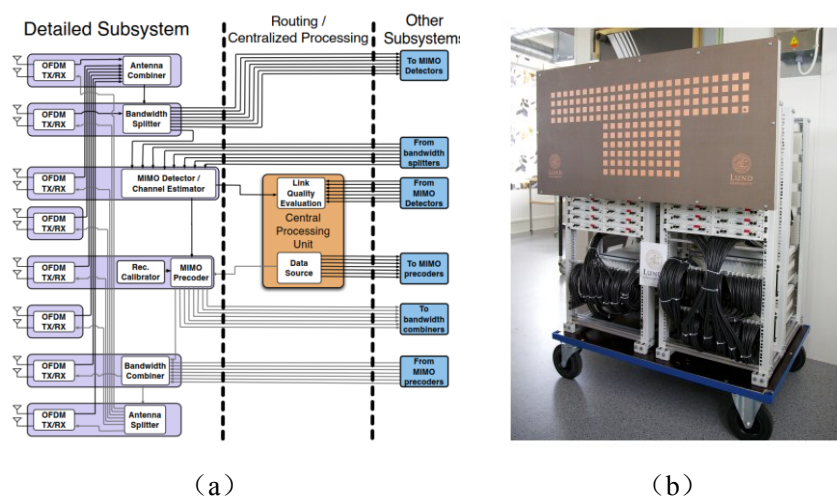 Detailed Subsystem
Routing /
Centralized Processing
Other
Subsystems
OFDM
TX/RX
Antenna
Combiner
To MIMO
Detectors
OFDM
TX/RX
Bandwidth
Splitter
From
bandwidth
splitters
OFDM
TX/RX
MIMO Detector /
Channel Estimator
Link
Quality
Evaluation
From
MIMO
Detectors
OFDM
TX/RX
Central
Processing
Unit
OFDM
TX/RX
Rec.
Calibrator
MIMO
Precoder
Data
Source
To MIMO
precoders
OFDM
TX/RX
To
bandwidth
combiners
OFDM
TX/RX
Bandwidth
Combiner
From
MIMO
precoders
OFDM
TX/RX
Antenna
Splitter
LUND
LUND
LUND
(a)
(b)